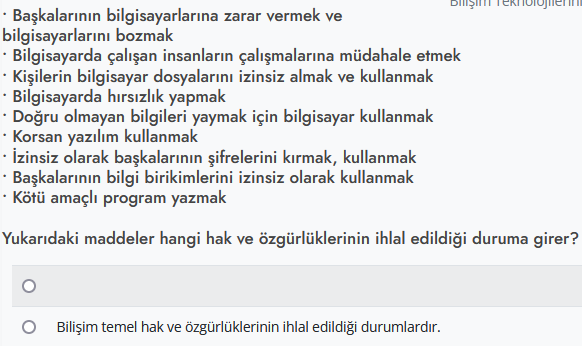 Bilişim Teknolojilerini
· Başkalarının bilgisayarlarına zarar vermek ve
bilgisayarlarını bozmak
· Bilgisayarda çalışan insanların çalışmalarına müdahale etmek
· Kişilerin bilgisayar dosyalarını izinsiz almak ve kullanmak
· Bilgisayarda hırsızlık yapmak
· Doğru olmayan bilgileri yaymak için bilgisayar kullanmak
· Korsan yazılım kullanmak
· İzinsiz olarak başkalarının şifrelerini kırmak, kullanmak
· Başkalarının bilgi birikimlerini izinsiz olarak kullanmak
· Kötü amaçlı program yazmak
Yukarıdaki maddeler hangi hak ve özgürlüklerinin ihlal edildiği duruma girer?
Bilişim temel hak ve özgürlüklerinin ihlal edildiği durumlardır.